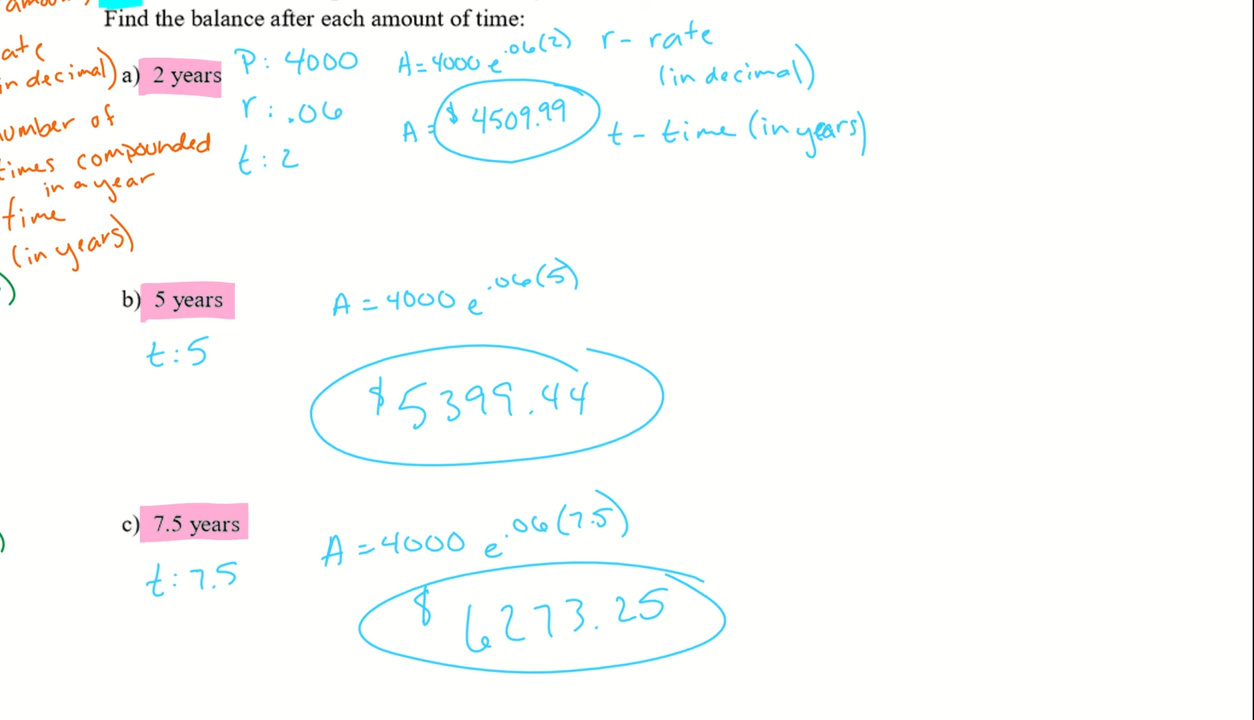 Find the balance after each amount of time:
in decimal)
number of
times compounded
in a year
time
(in years)
a) 2 years
P: 4000
r: .06
t: 2
A = 4000 e^.06(2)
A = $ 4509.99
r - rate
(in decimal)
t - time (in years)
b) 5 years
t: 5
A = 4000 e^.06(5)
$5399.44
c) 7.5 years
t: 7.5
A = 4000 e^.06(7.5)
$ 6273.25